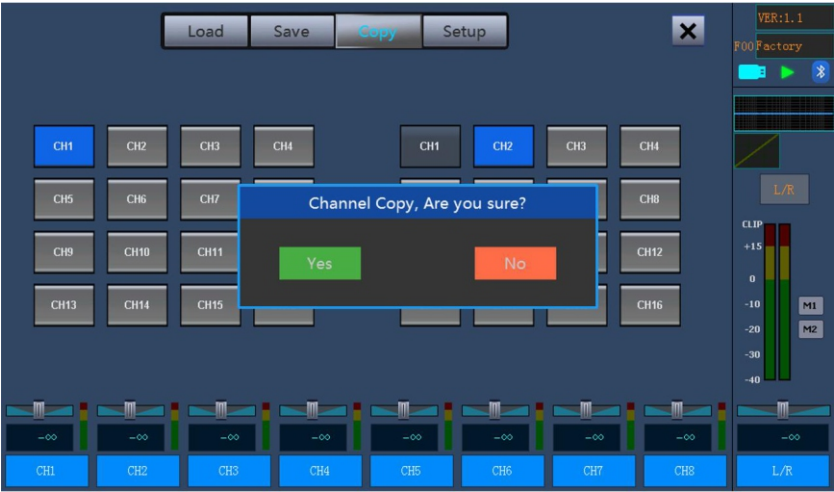 Load Save Copy Setup
VER:1.1
F00 Factory
CH1 CH2 CH3 CH4 CH1 CH2 CH3 CH4
L/R
CH5 CH6 CH7 CH8
Channel Copy, Are you sure?
CLIP
+15
CH9 CH10 CH11 CH12
Yes No
0
CH13 CH14 CH15 CH16
-10 M1
-20 M2
-30
-40
-∞ -∞ -∞ -∞ -∞ -∞ -∞ -∞ -∞
CH1 CH2 CH3 CH4 CH5 CH6 CH7 CH8 L/R